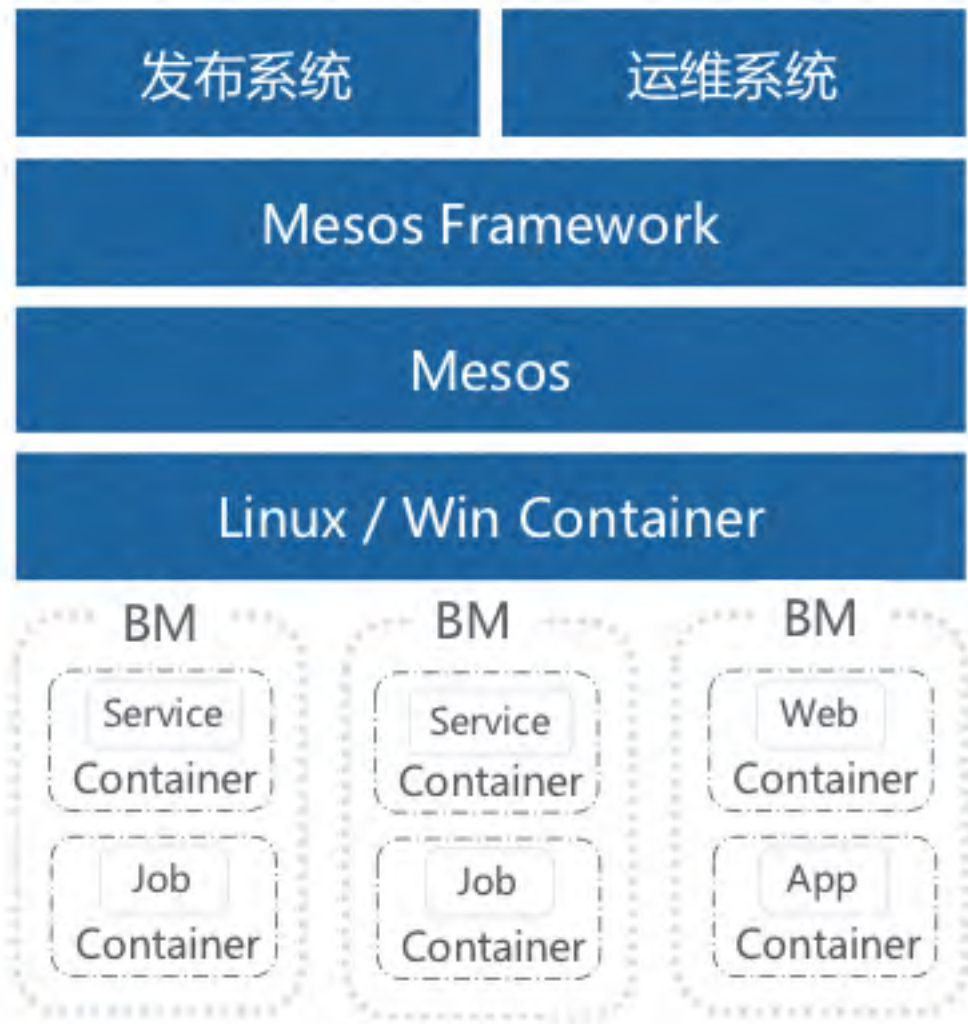 发布系统
运维系统
Mesos Framework
Mesos
Linux / Win Container
BM
BM
BM
Service
Container
Service
Container
Web
Container
Job
Container
Job
Container
App
Container